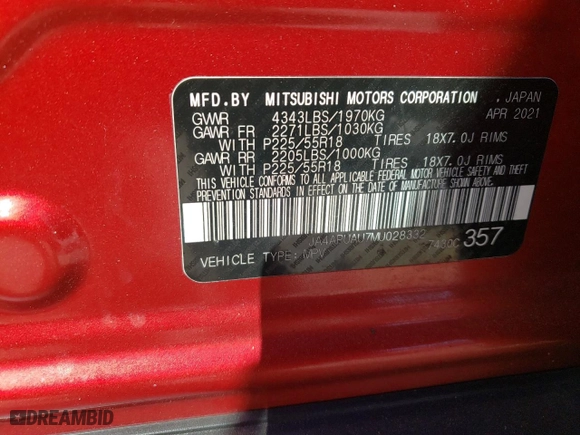 MFD.BY MITSUBISHI MOTORS CORPORATION , JAPAN
GVWR 4343LBS/1970KG APR 2021
GAWR FR 2271LBS/1030KG
WITH P225/55R18 TIRES 18X7.0J RIMS
GAWR RR 2205LBS/1000KG
WITH P225/55R18 TIRES 18X7.0J RIMS
THIS VEHICLE CONFORMS TO ALL APPLICABLE
FEDERAL MOTOR VEHICLE SAFETY AND THEFT
PREVENTION STANDARDS IN EFFECT ON THE DATE OF
MANUFACTURE SHOWN ABOVE.
JA4APUAU7MU028332
7450C 357
VEHICLE TYPE: MPV
DREAMBID